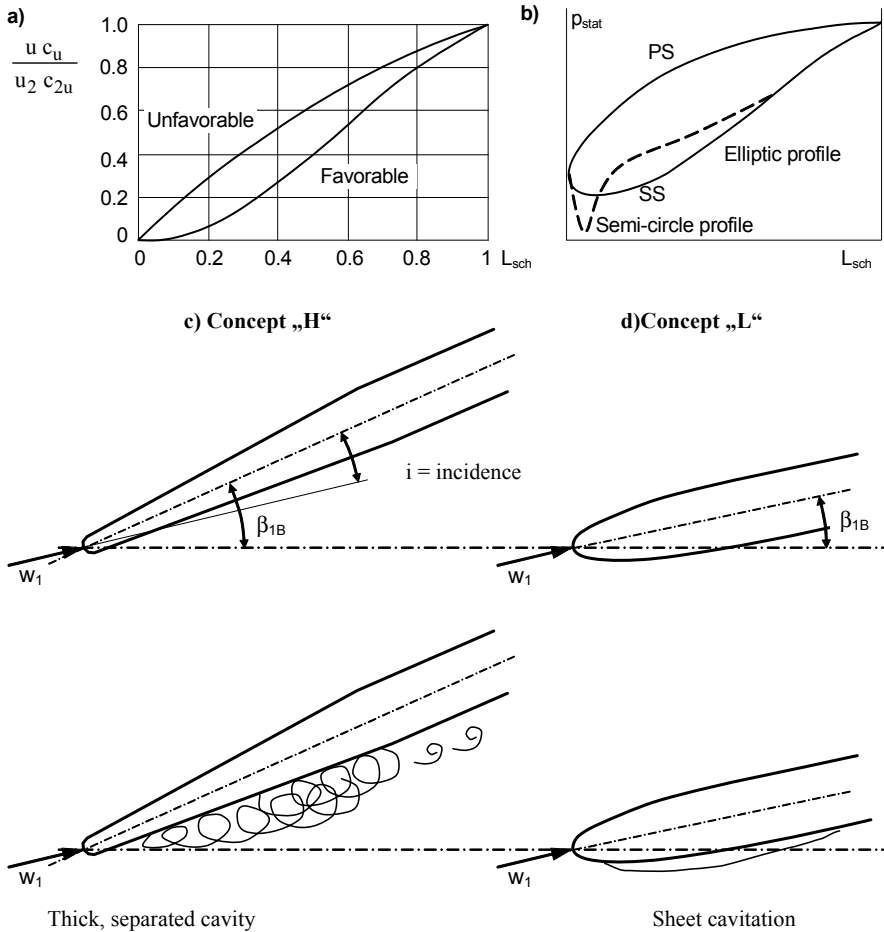 a)
u c_u
u_2 c_2u
1.0
0.8
0.6
0.4
0.2
0
Unfavorable
Favorable
0 0.2 0.4 0.6 0.8 1 L_sch
b)
p_stat
PS
Elliptic profile
SS
Semi-circle profile
L_sch
c) Concept „H“
i = incidence
β_1B
w_1
d)Concept „L“
β_1B
w_1
w_1
Thick, separated cavity
w_1
Sheet cavitation